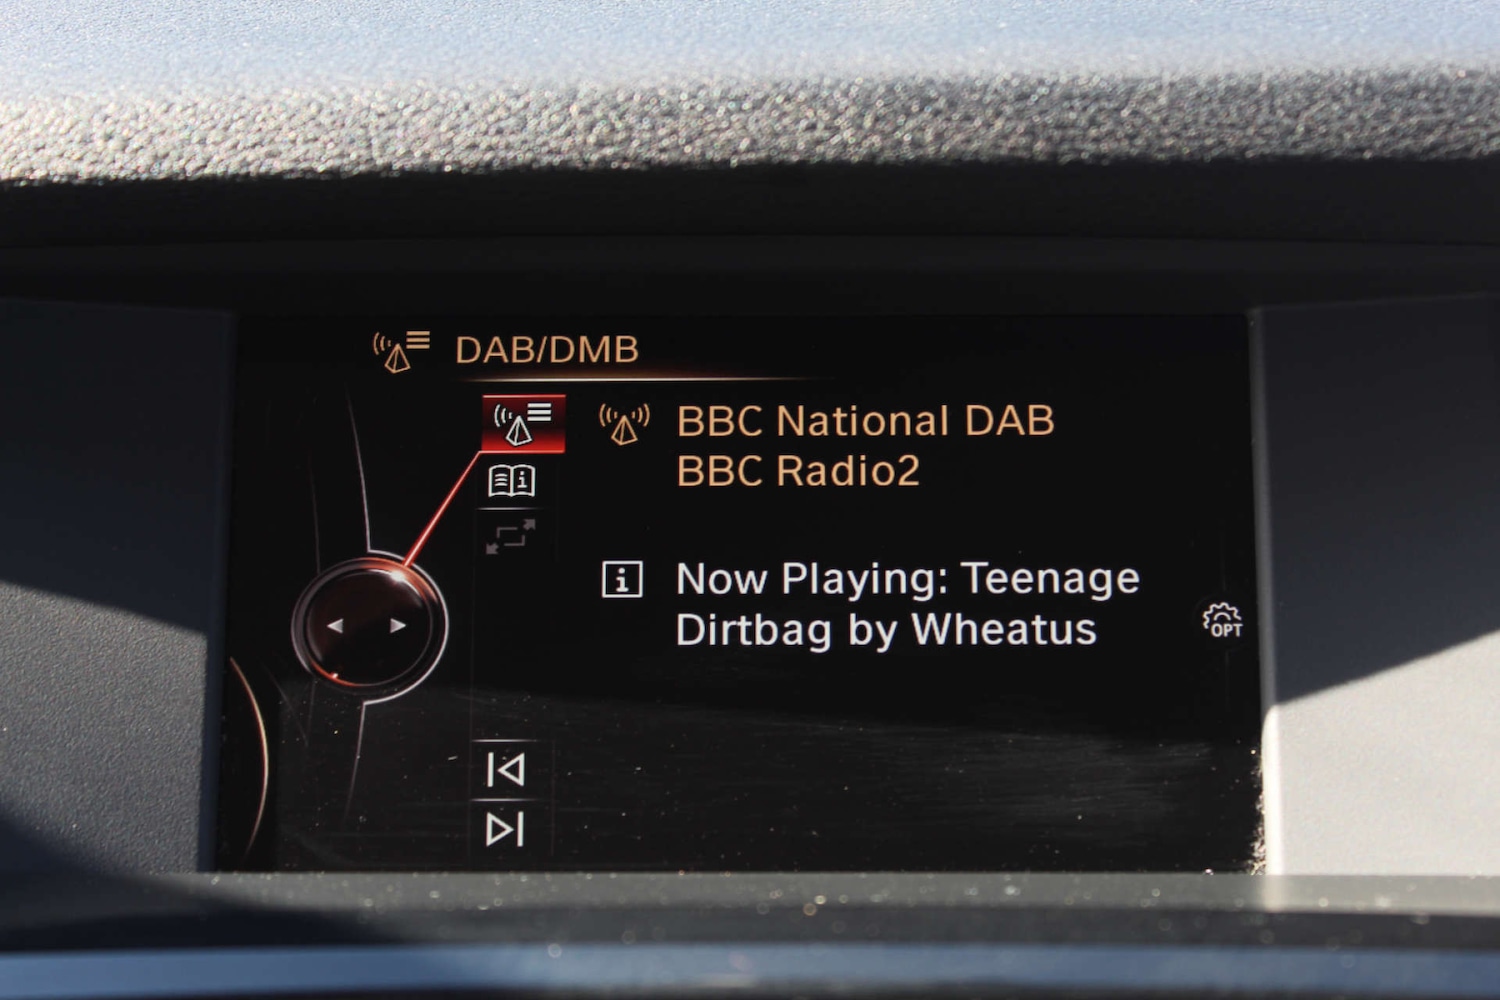 DAB/DMB
BBC National DAB
BBC Radio2
Now Playing: Teenage
Dirtbag by Wheatus
OPT